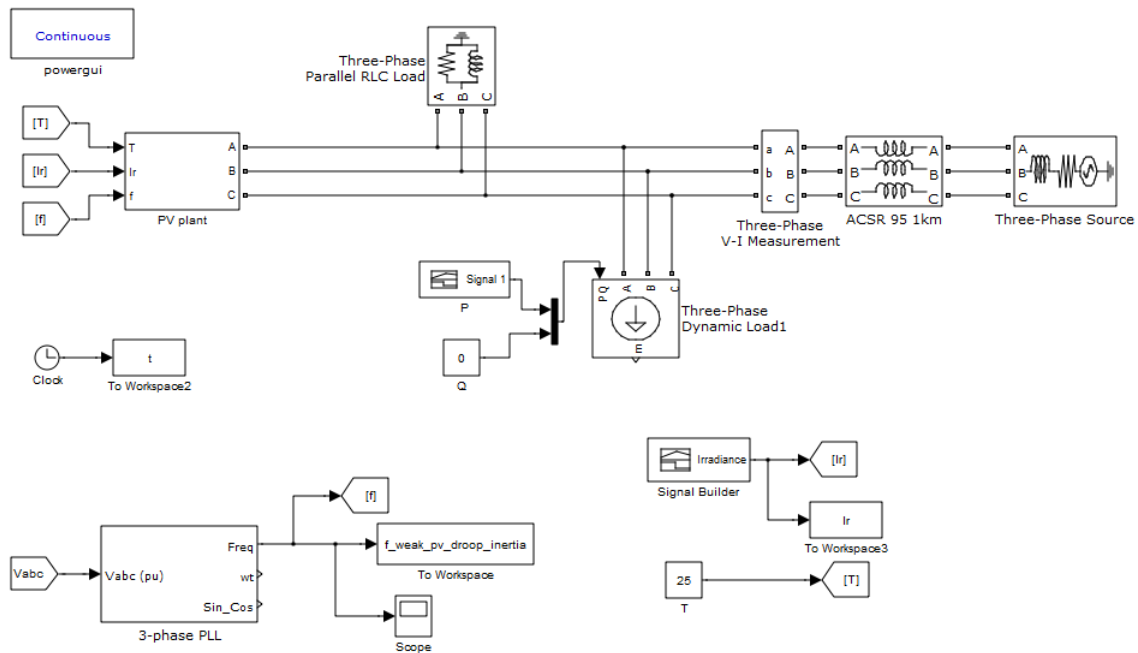 Continuous
powergui
Three-Phase
Parallel RLC Load
A B C
[T]
[Ir]
[f]
T
Ir
f
A
B
C
PV plant
a A
b B
c C
Three-Phase
V-I Measurement
A A
B B
C C
ACSR 95 1km
A
B
C
Three-Phase Source
Signal 1
P
0
Q
PQ A B C
E
Three-Phase
Dynamic Load1
Clock
t
To Workspace2
Irradiance
Signal Builder
[Ir]
Ir
To Workspace3
25
T
[T]
[f]
Vabc
Vabc (pu)
Freq
wt
Sin_Cos
3-phase PLL
f_weak_pv_droop_inertia
To Workspace
Scope